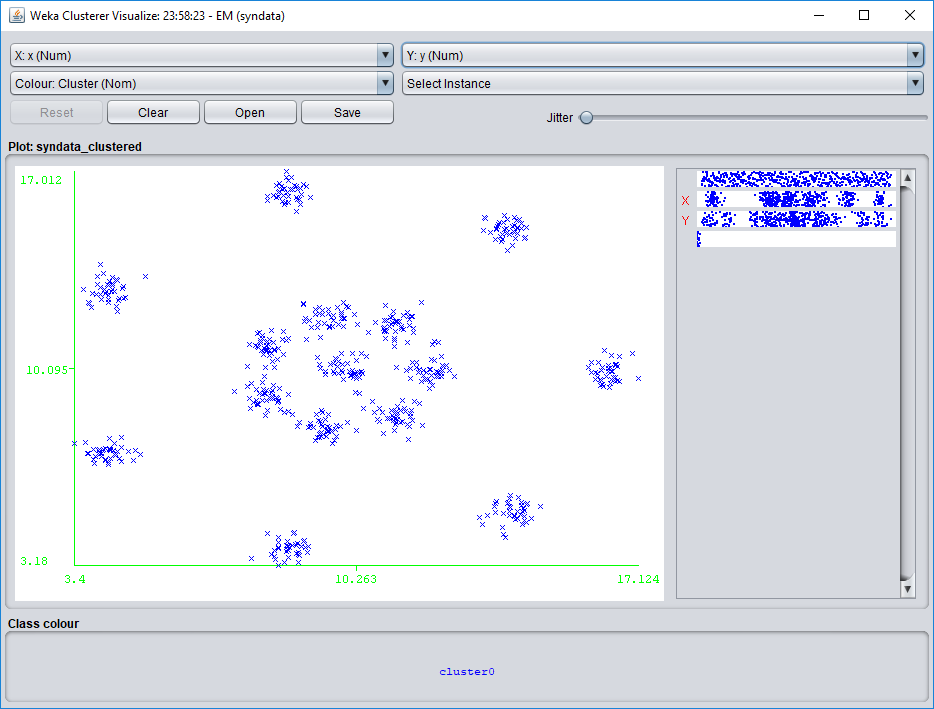 Weka Clusterer Visualize: 23:58:23 - EM (syndata)
X: x (Num)
Y: y (Num)
Colour: Cluster (Nom)
Select Instance
Reset
Clear
Open
Save
Jitter
Plot: syndata_clustered
17.012
10.095
3.18
3.4
10.263
17.124
X
Y
Class colour
cluster0